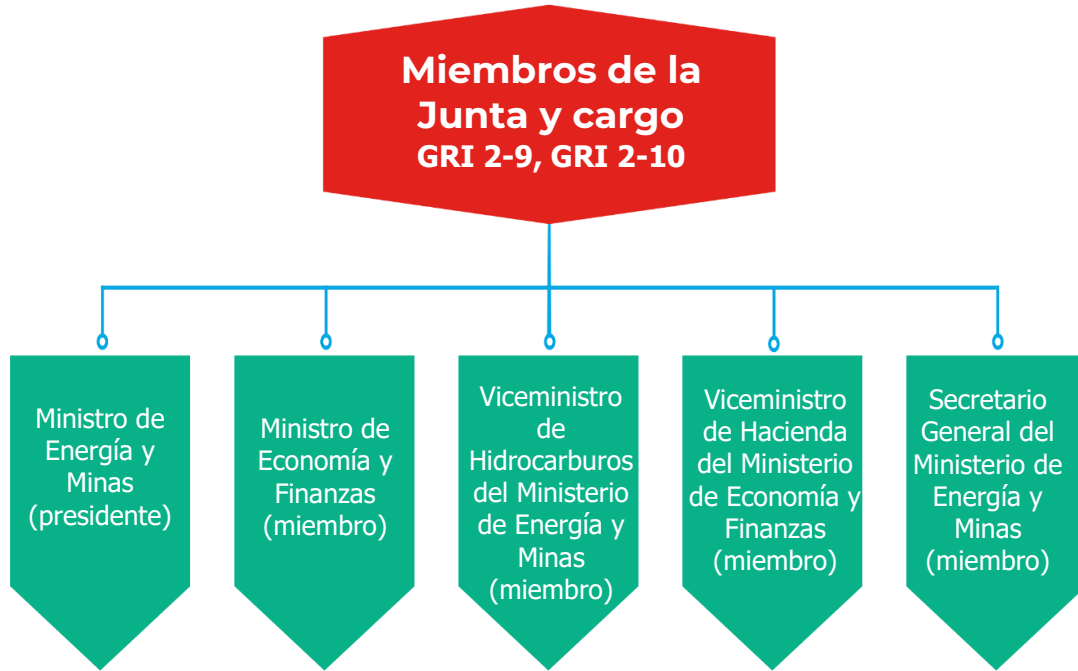 Miembros de la
Junta y cargo
GRI 2-9, GRI 2-10
Ministro de
Energía y
Minas
(presidente)
Ministro de
Economía y
Finanzas
(miembro)
Viceministro
de
Hidrocarburos
del Ministerio
de Energía y
Minas
(miembro)
Viceministro
de Hacienda
del Ministerio
de Economía y
Finanzas
(miembro)
Secretario
General del
Ministerio de
Energía y
Minas
(miembro)